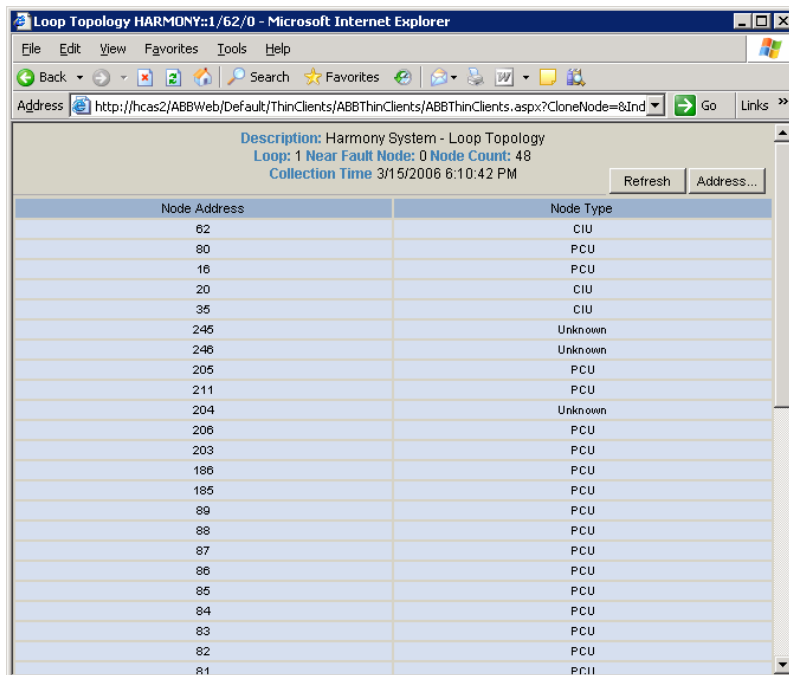 Loop Topology HARMONY::1/62/0 - Microsoft Internet Explorer
File Edit View Favorites Tools Help
Back Search Favorites
Address http://hcas2/ABBWeb/Default/ThinClients/ABBThinClients/ABBThinClients.aspx?CloneNode=&Ind Go Links »
Description: Harmony System - Loop Topology
Loop: 1 Near Fault Node: 0 Node Count: 48
Collection Time 3/15/2006 6:10:42 PM
Refresh Address...
Node Address Node Type
62 CIU
80 PCU
16 PCU
20 CIU
35 CIU
245 Unknown
246 Unknown
205 PCU
211 PCU
204 Unknown
206 PCU
203 PCU
186 PCU
185 PCU
89 PCU
88 PCU
87 PCU
86 PCU
85 PCU
84 PCU
83 PCU
82 PCU
81 PCU